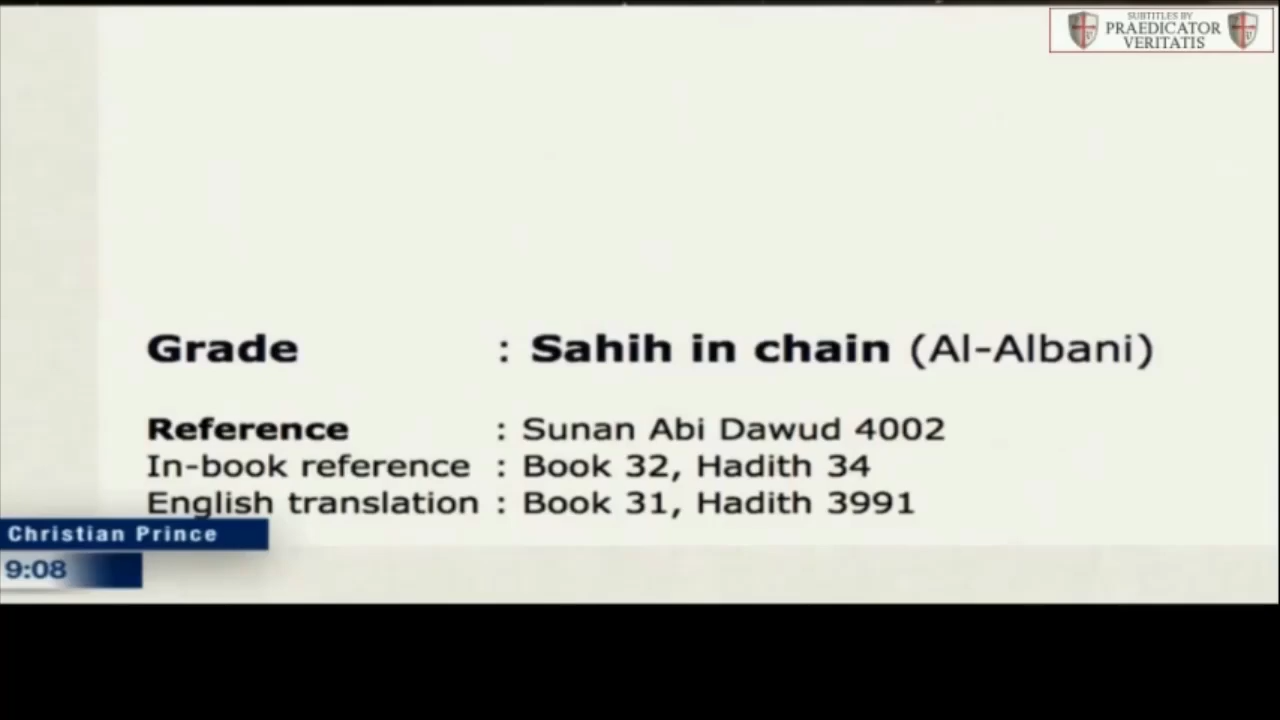 SUBTITLES BY
PRAEDICATOR
VERITATIS
Grade : Sahih in chain (Al-Albani)
Reference : Sunan Abi Dawud 4002
In-book reference : Book 32, Hadith 34
English translation : Book 31, Hadith 3991
Christian Prince
9:08